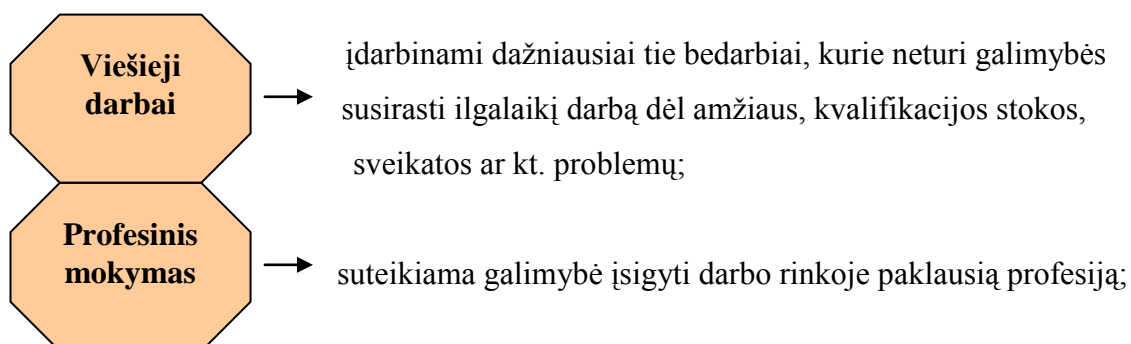 Viešieji
darbai
įdarbinami dažniausiai tie bedarbiai, kurie neturi galimybės
susirasti ilgalaikį darbą dėl amžiaus, kvalifikacijos stokos,
sveikatos ar kt. problemų;
Profesinis
mokymas
suteikiama galimybė įsigyti darbo rinkoje paklausią profesiją;